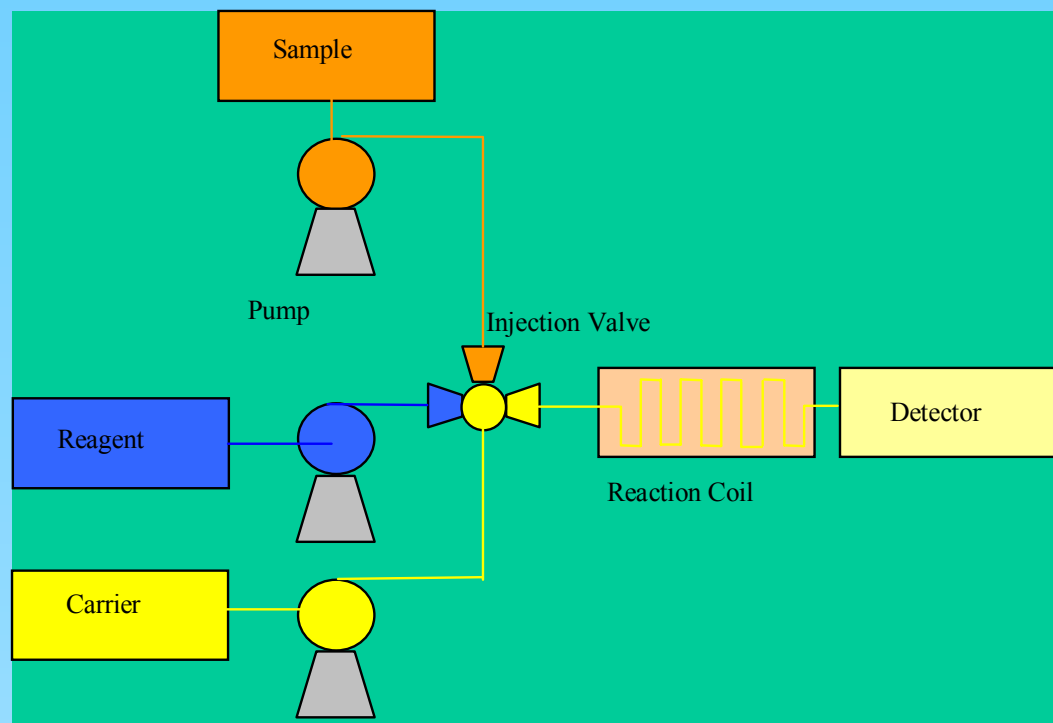 Sample
Pump
Injection Valve
Reagent
Detector
Reaction Coil
Carrier